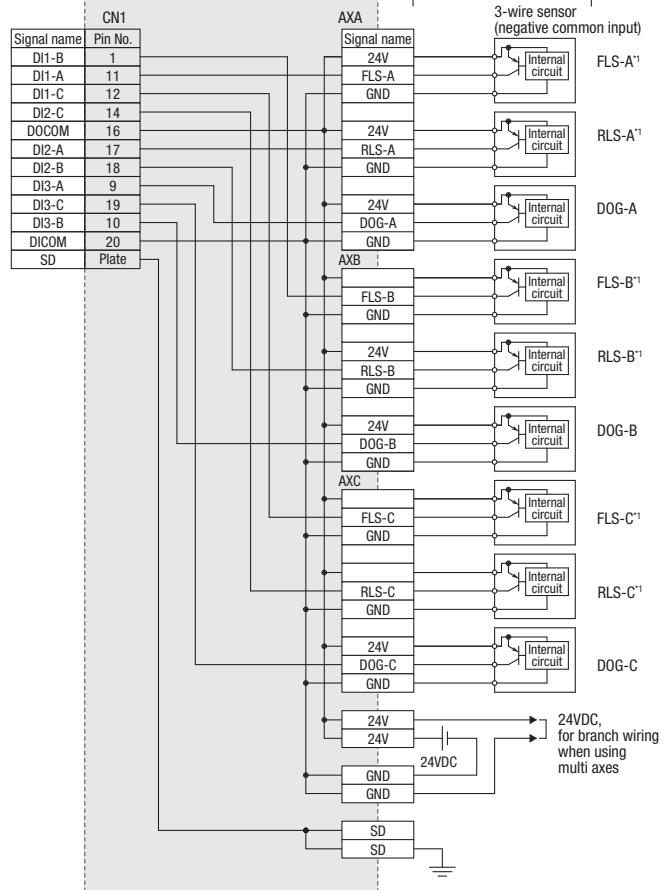 3-wire sensor
(negative common input)
CN1 AXA
Signal name Pin No. Signal name
DI1-B 1 24V Internal circuit FLS-A*1
DI1-A 11 FLS-A
DI1-C 12 GND
DI2-C 14
DOCOM 16 24V Internal circuit RLS-A*1
DI2-A 17 RLS-A
DI2-B 18 GND
DI3-A 9
DI3-C 19 24V Internal circuit DOG-A
DI3-B 10 DOG-A
DICOM 20 GND
SD Plate AXB
Internal circuit FLS-B*1
FLS-B
GND
24V Internal circuit RLS-B*1
RLS-B
GND
24V Internal circuit DOG-B
DOG-B
GND
AXC
Internal circuit FLS-C*1
FLS-C
GND
Internal circuit RLS-C*1
RLS-C
GND
24V Internal circuit DOG-C
DOG-C
GND
24V 24VDC,
for branch wiring
24V when using
24VDC multi axes
GND
GND
SD
SD